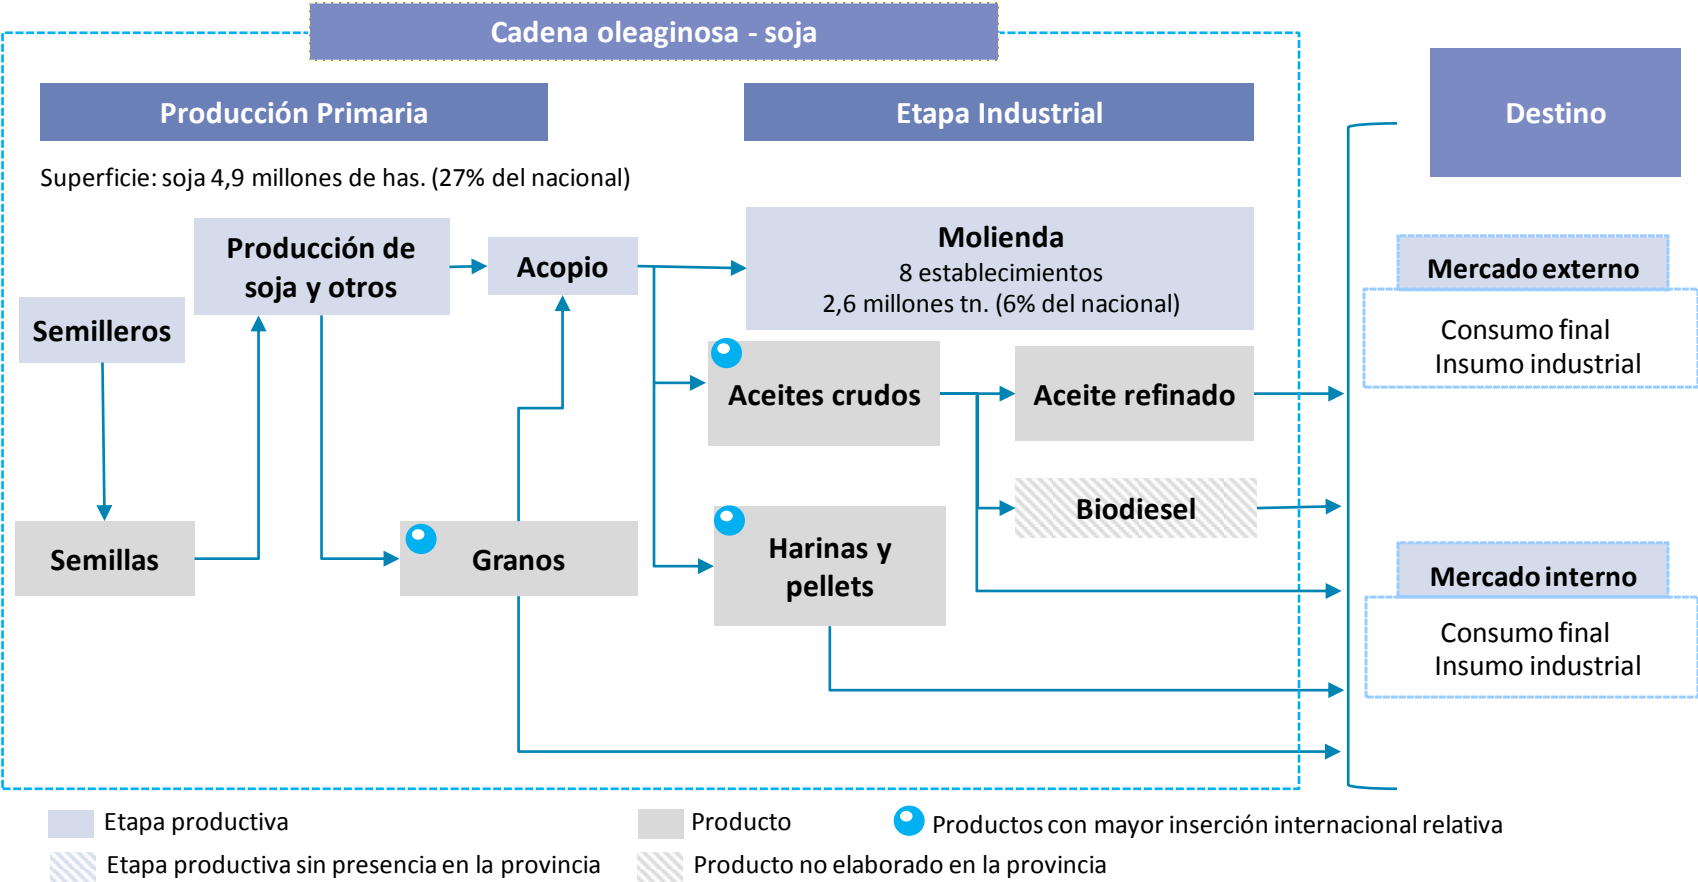 Cadena oleaginosa - soja
Producción Primaria
Etapa Industrial
Destino
Superficie: soja 4,9 millones de has. (27% del nacional)
Semilleros
Producción de
soja y otros
Acopio
Molienda
8 establecimientos
2,6 millones tn. (6% del nacional)
Aceites crudos
Aceite refinado
Biodiesel
Semillas
Granos
Harinas y
pellets
Mercado externo
Consumo final
Insumo industrial
Mercado interno
Consumo final
Insumo industrial
Etapa productiva
Producto
Productos con mayor inserción internacional relativa
Etapa productiva sin presencia en la provincia
Producto no elaborado en la provincia